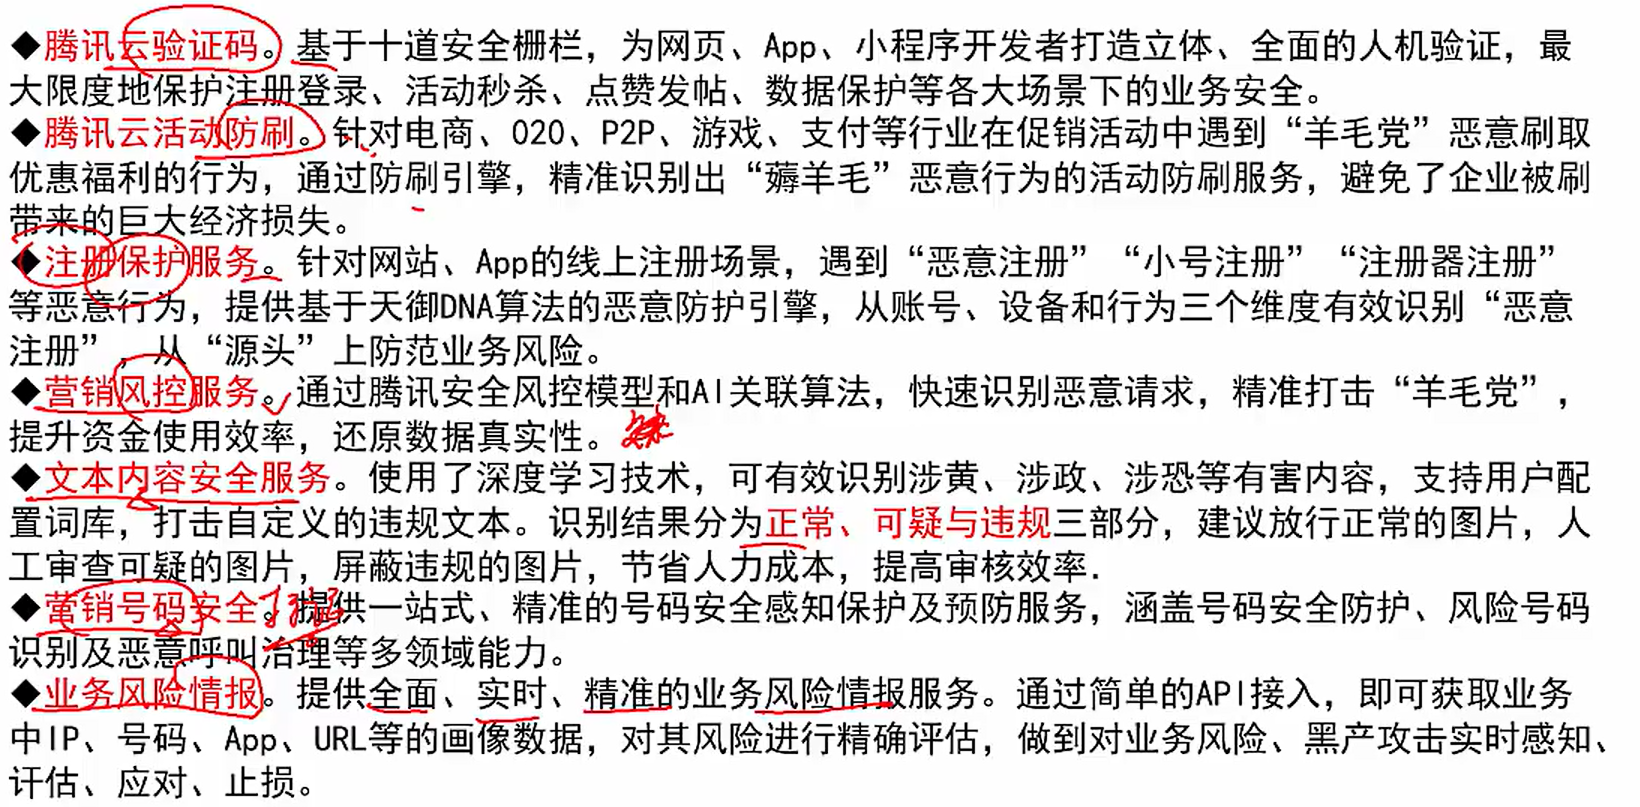 ◆腾讯云验证码。基于十道安全栅栏，为网页、App、小程序开发者打造立体、全面的人机验证，最
大限度地保护注册登录、活动秒杀、点赞发帖、数据保护等各大场景下的业务安全。
◆腾讯云活动防刷。针对电商、O2O、P2P、游戏、支付等行业在促销活动中遇到“羊毛党”恶意刷取
优惠福利的行为，通过防刷引擎，精准识别出“薅羊毛”恶意行为的活动防刷服务，避免了企业被刷
带来的巨大经济损失。
◆注册保护服务。针对网站、App的线上注册场景，遇到“恶意注册”“小号注册”“注册器注册”
等恶意行为，提供基于天御DNA算法的恶意防护引擎，从账号、设备和行为三个维度有效识别“恶意
注册”，从“源头”上防范业务风险。
◆营销风控服务。通过腾讯安全风控模型和AI关联算法，快速识别恶意请求，精准打击“羊毛党”，
提升资金使用效率，还原数据真实性。
◆文本内容安全服务。使用了深度学习技术，可有效识别涉黄、涉政、涉恐等有害内容，支持用户配
置词库，打击自定义的违规文本。识别结果分为正常、可疑与违规三部分，建议放行正常的图片，人
工审查可疑的图片，屏蔽违规的图片，节省人力成本，提高审核效率.
◆营销号码安全。提供一站式、精准的号码安全感知保护及预防服务，涵盖号码安全防护、风险号码
识别及恶意呼叫治理等多领域能力。
◆业务风险情报。提供全面、实时、精准的业务风险情报服务。通过简单的API接入，即可获取业务
中IP、号码、App、URL等的画像数据，对其风险进行精确评估，做到对业务风险、黑产攻击实时感知、
评估、应对、止损。